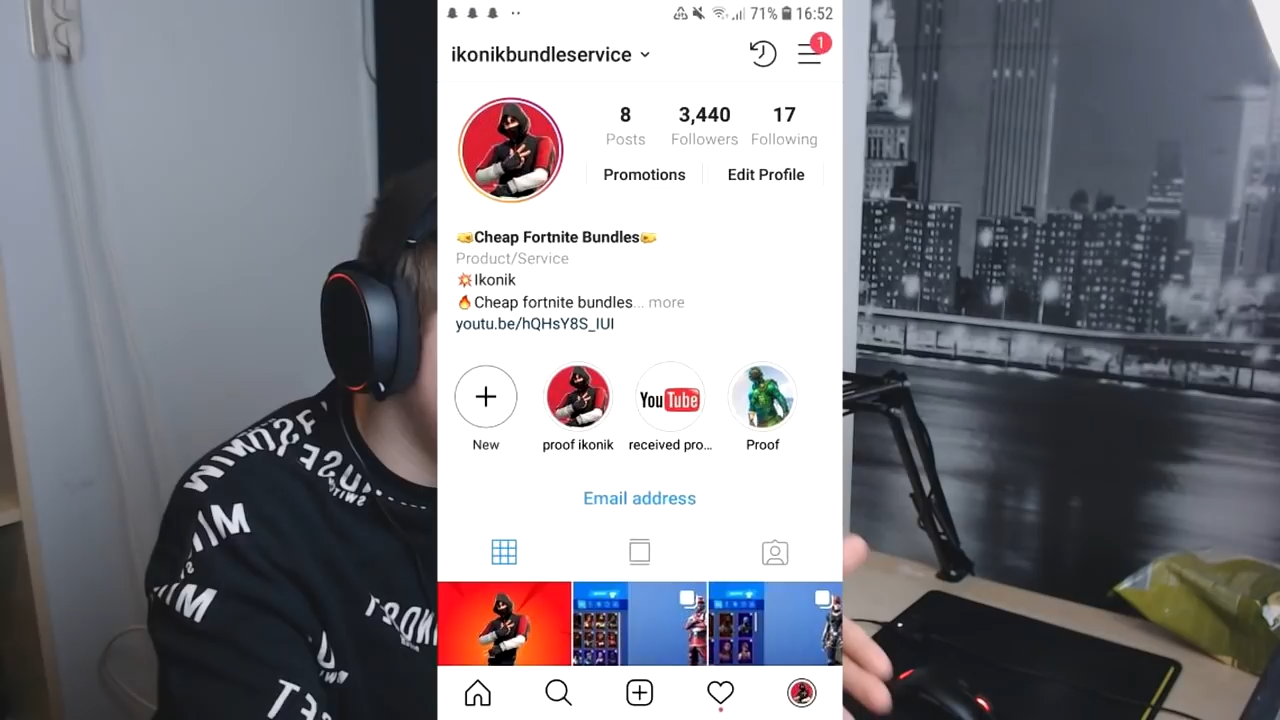 71% 16:52
ikonikbundleservice
1
8 3,440 17
Posts Followers Following
Promotions Edit Profile
🤜Cheap Fortnite Bundles🤛
Product/Service
💥Ikonik
🔥Cheap fortnite bundles... more
youtu.be/hQHsY8S_IUI
You Tube
New proof ikonik received pro... Proof
Email address